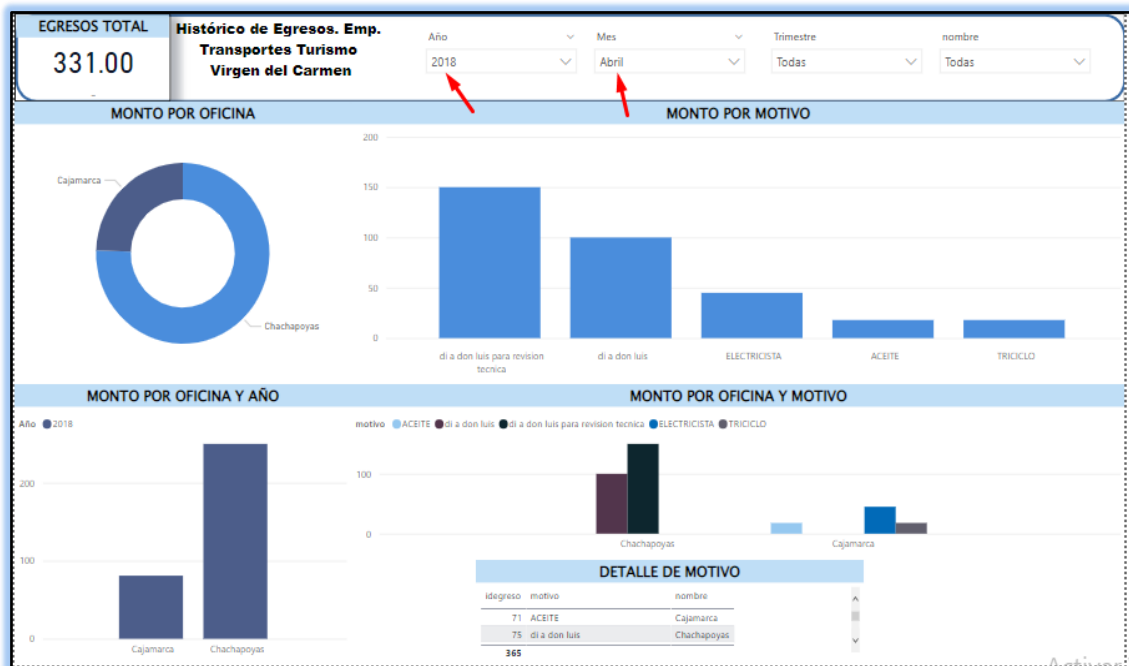 EGRESOS TOTAL
331.00
Histórico de Egresos. Emp.
Transportes Turismo
Virgen del Carmen
Año
2018
Mes
Abril
Trimestre
Todas
nombre
Todas
MONTO POR OFICINA
Cajamarca
Chachapoyas
MONTO POR MOTIVO
200
150
100
50
0
di a don luis para revision
tecnica
di a don luis
ELECTRICISTA
ACEITE
TRICICLO
MONTO POR OFICINA Y AÑO
Año 2018
200
100
0
Cajamarca
Chachapoyas
MONTO POR OFICINA Y MOTIVO
motivo ACEITE di a don luis di a don luis para revision tecnica ELECTRICISTA TRICICLO
100
0
Chachapoyas
Cajamarca
DETALLE DE MOTIVO
idegreso motivo nombre
71 ACEITE Cajamarca
75 di a don luis Chachapoyas
365